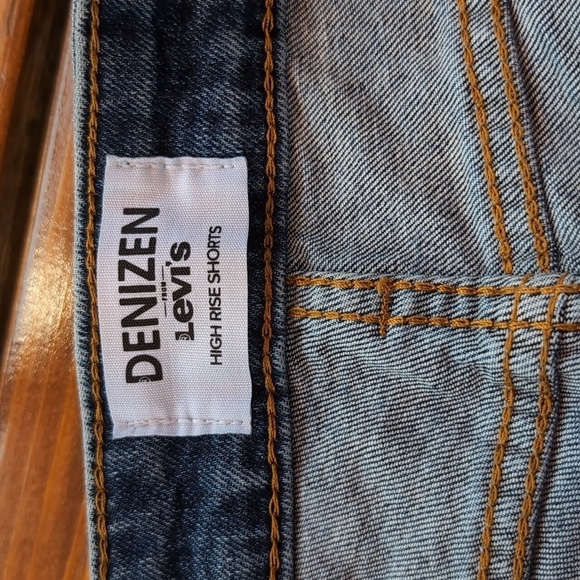 DENIZEN
FROM
Levi's
HIGH RISE SHORTS